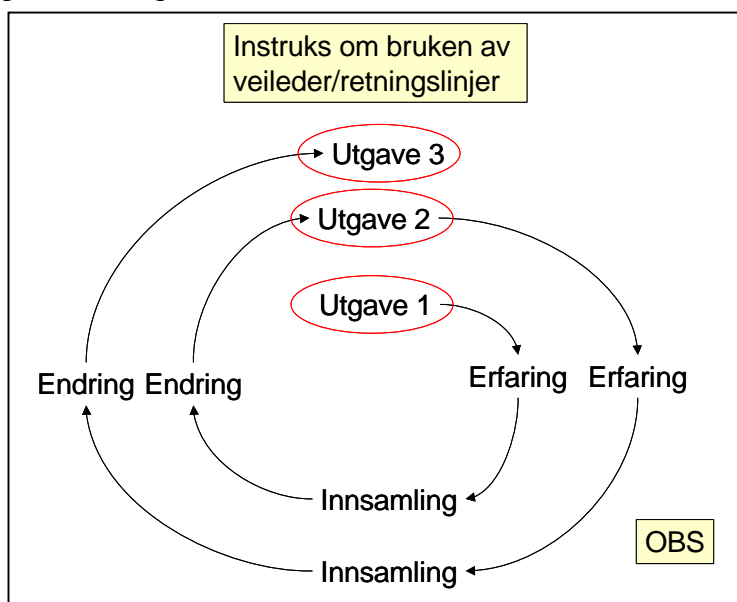 Instruks om bruken av
veileder/retningslinjer
Utgave 3
Utgave 2
Utgave 1
Endring Endring Erfaring Erfaring
Innsamling
OBS
Innsamling